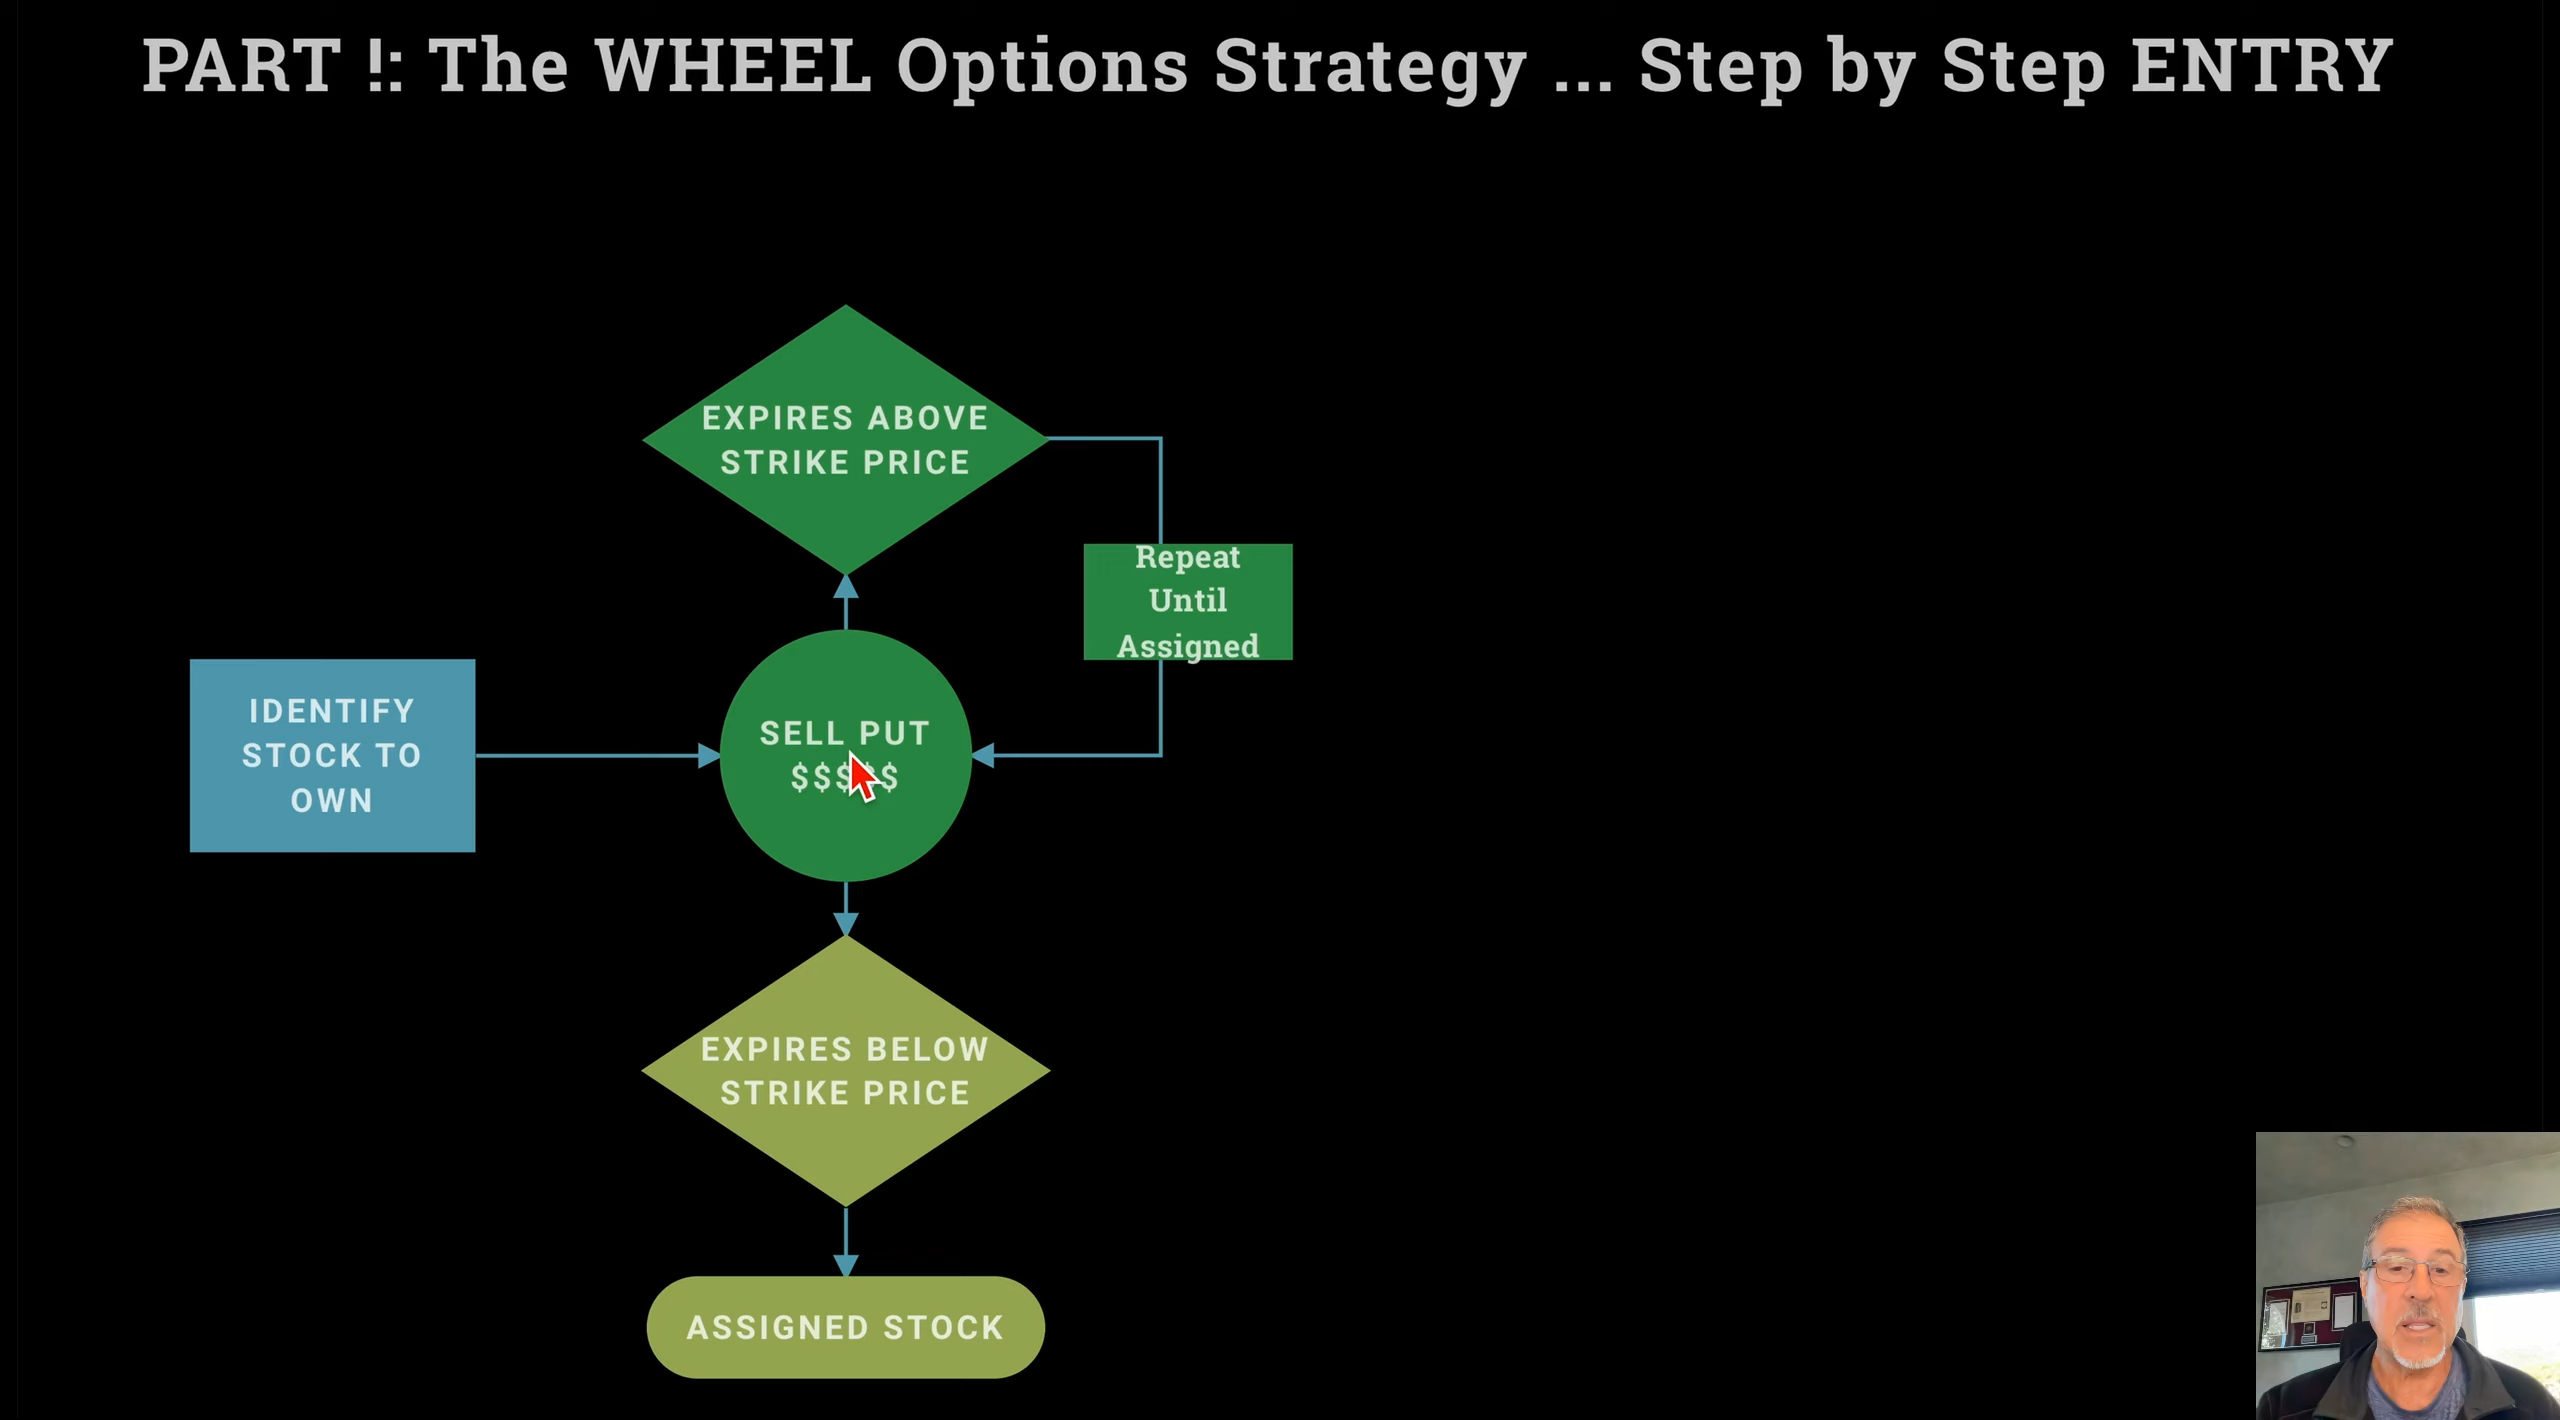 PART !: The WHEEL Options Strategy ... Step by Step ENTRY
EXPIRES ABOVE
STRIKE PRICE
Repeat
Until
Assigned
IDENTIFY
STOCK TO
OWN
SELL PUT
$$$$$
EXPIRES BELOW
STRIKE PRICE
ASSIGNED STOCK